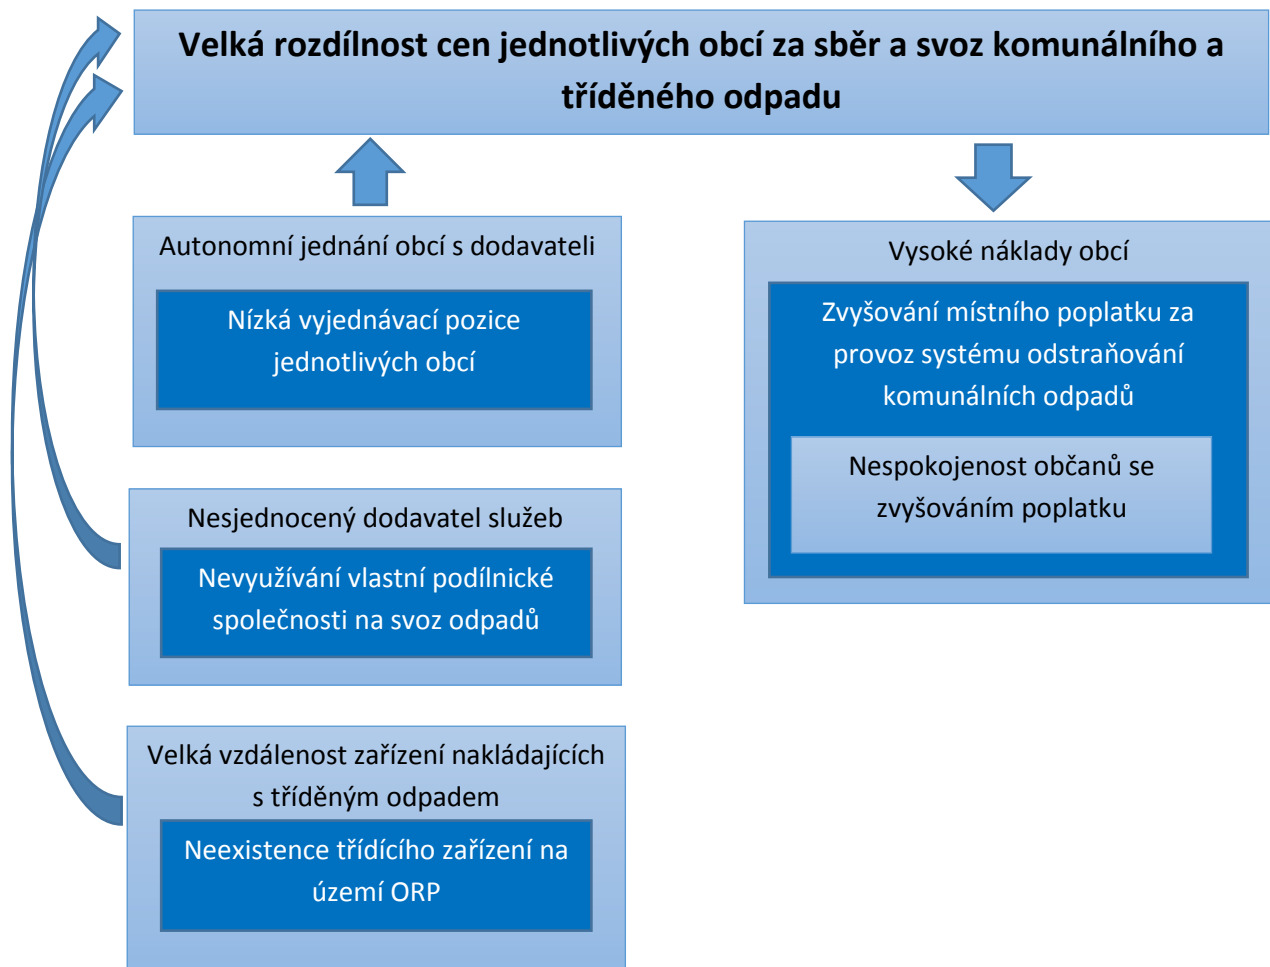 Velká rozdílnost cen jednotlivých obcí za sběr a svoz komunálního a
tříděného odpadu
Autonomní jednání obcí s dodavateli
Nízká vyjednávací pozice
jednotlivých obcí
Nesjednocený dodavatel služeb
Nevyužívání vlastní podílnické
společnosti na svoz odpadů
Velká vzdálenost zařízení nakládajících
s tříděným odpadem
Neexistence třídícího zařízení na
území ORP
Vysoké náklady obcí
Zvyšování místního poplatku za
provoz systému odstraňování
komunálních odpadů
Nespokojenost občanů se
zvyšováním poplatku